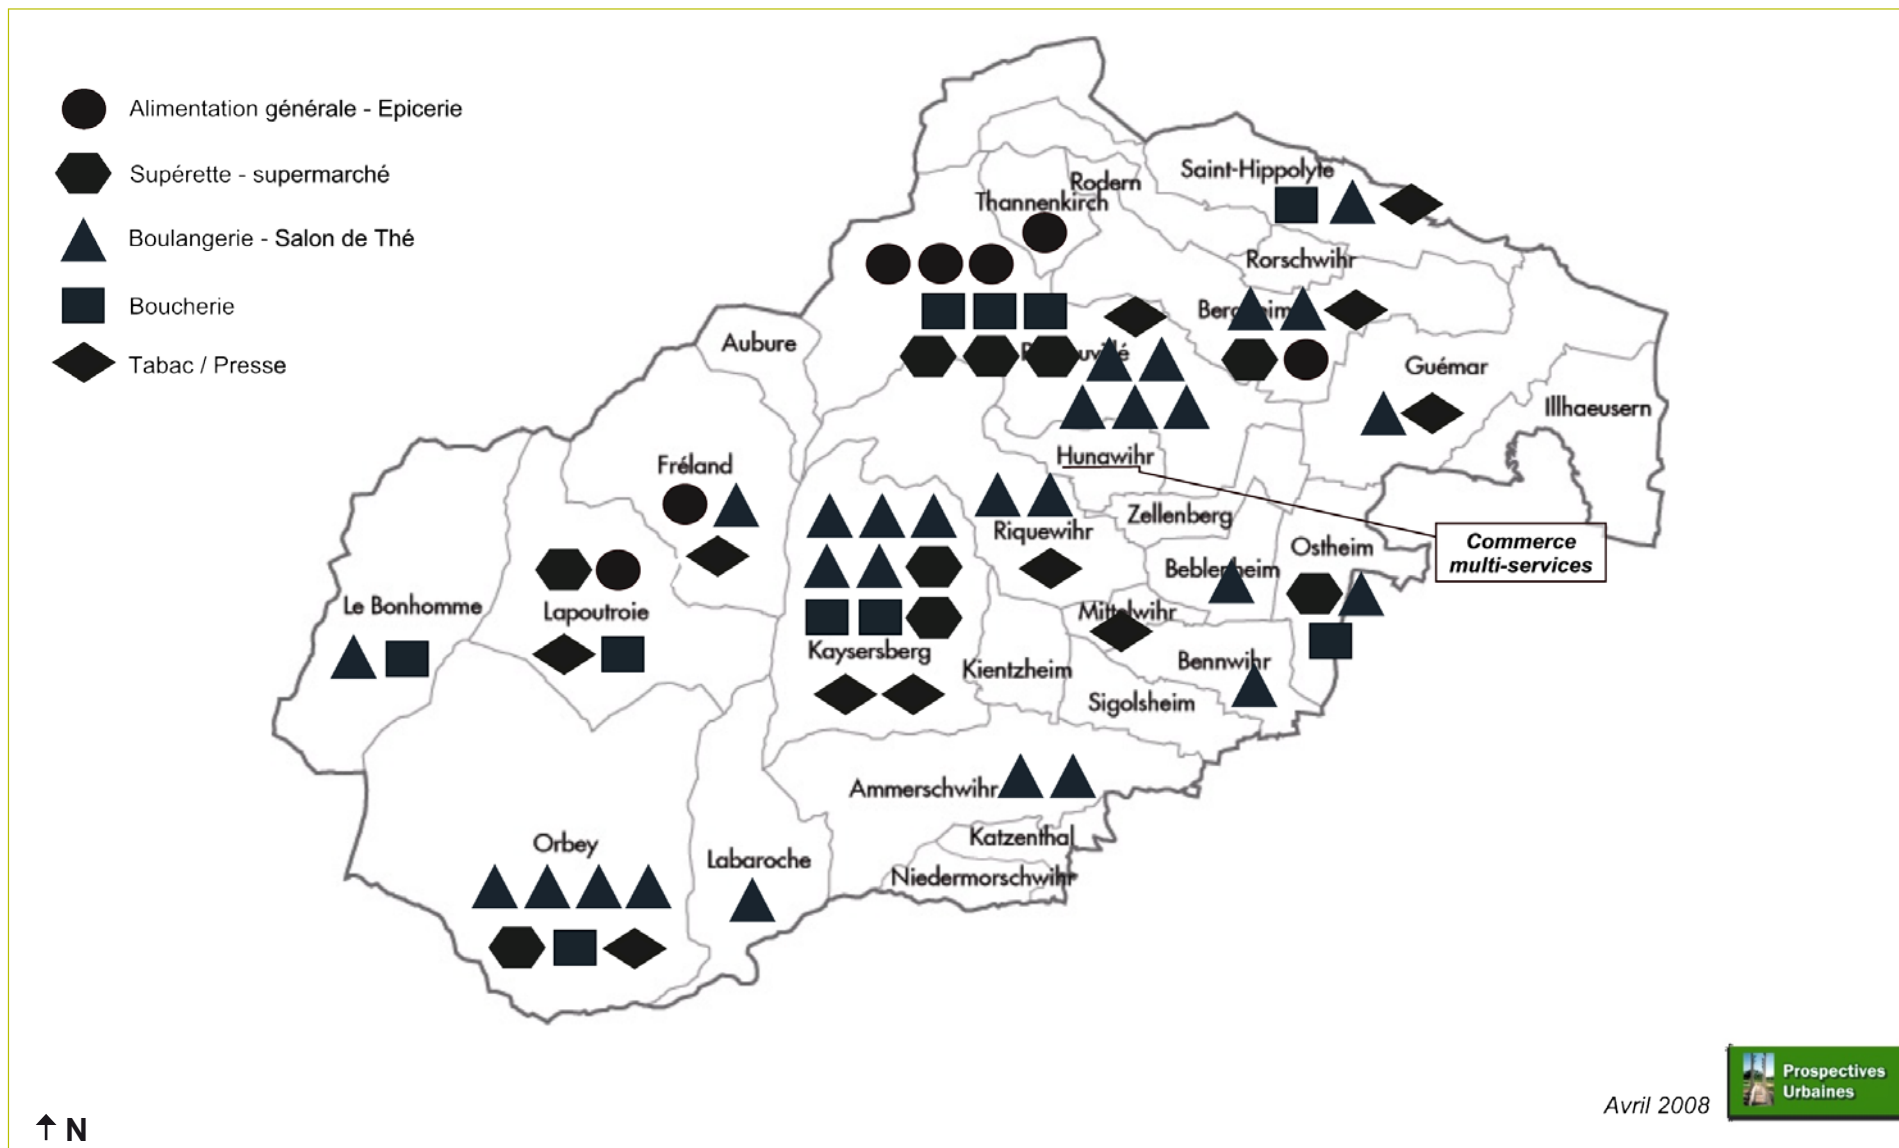 Alimentation générale - Epicerie
Supérette - supermarché
Boulangerie - Salon de Thé
Boucherie
Tabac / Presse
Saint-Hippolyte
Rodern
Thannenkirch
Rorschwihr
Aubure
Guémar
Illhaeusern
Hunawihr
Fréland
Zellenberg
Riquewihr
Commerce
multi-services
Ostheim
Beblenheim
Le Bonhomme
Lapoutroie
Mittelwihr
Kaysersberg
Kientzheim
Bennwihr
Sigolsheim
Ammerschwihr
Katzenthal
Orbey
Labaroche
Niedermorschwihr
Prospectives
Urbaines
Avril 2008
N